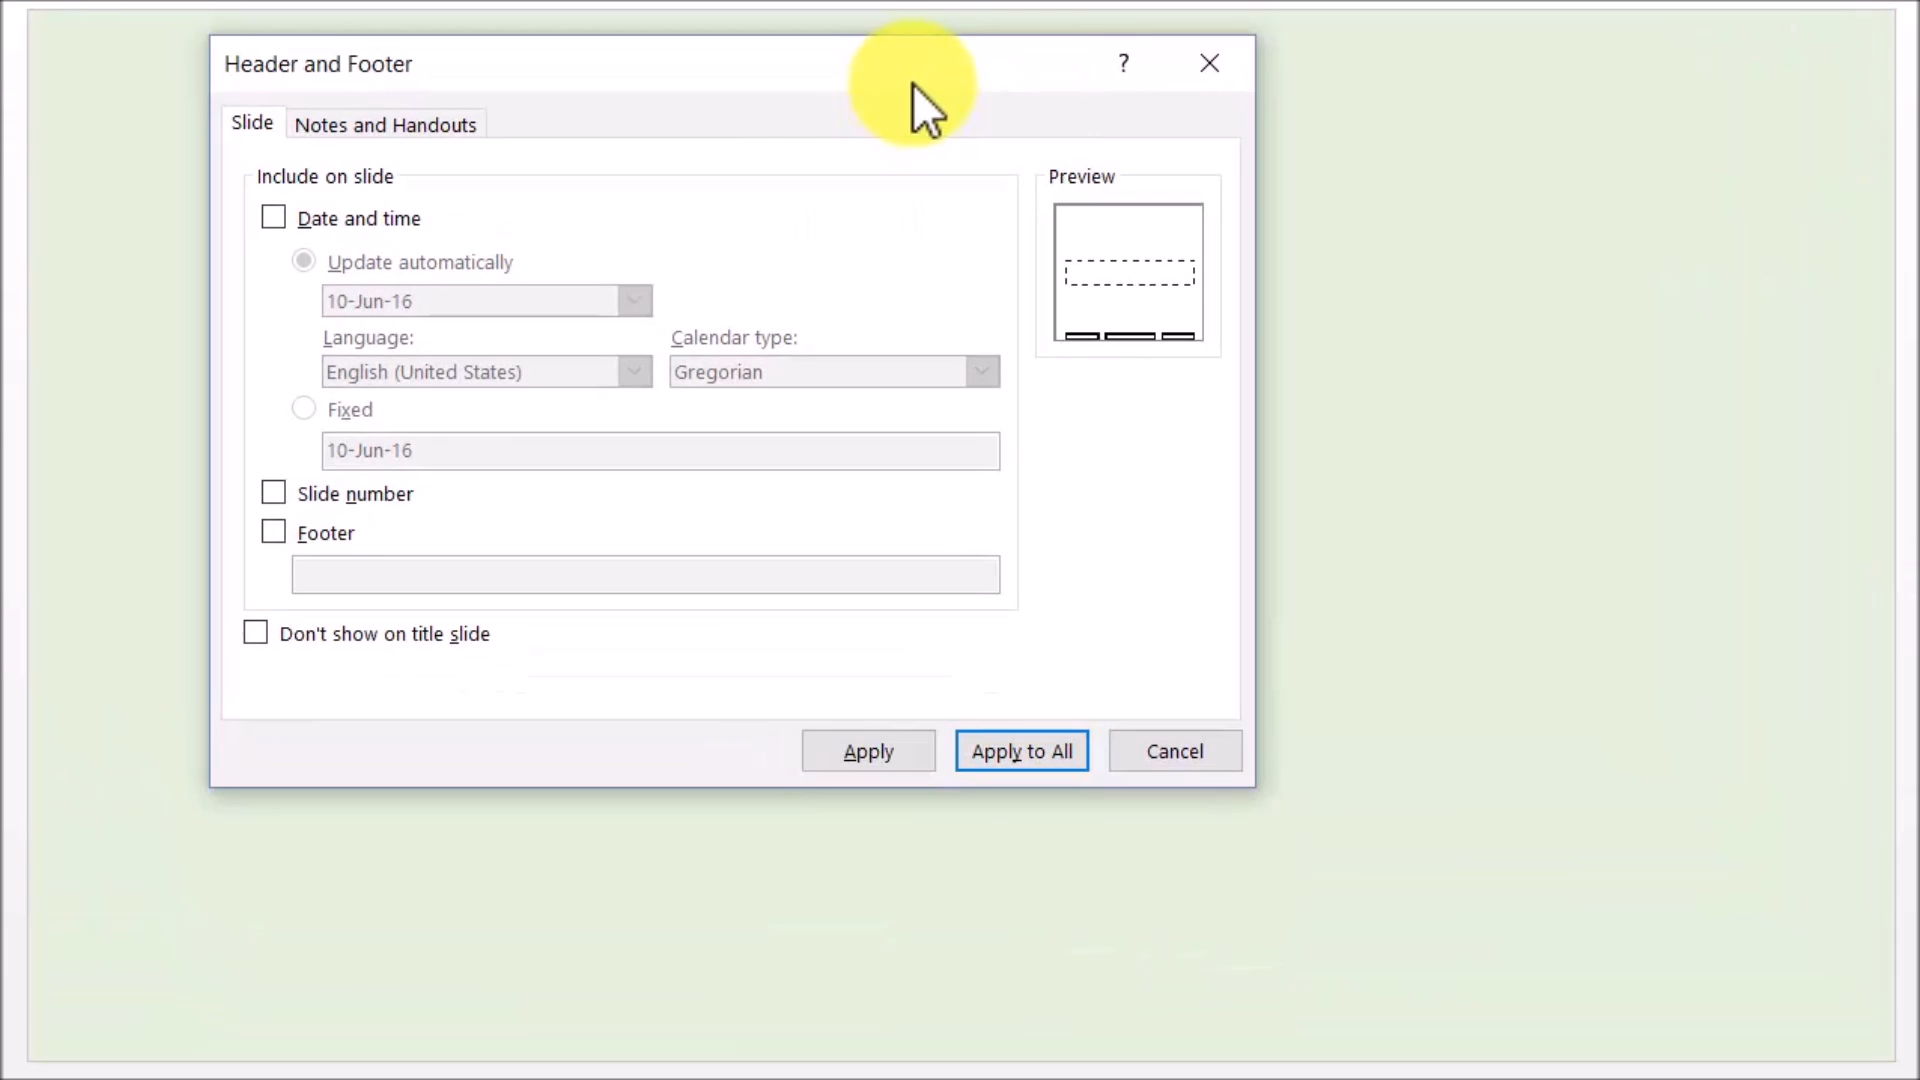 Header and Footer
?
Slide
Notes and Handouts
Include on slide
Preview
Date and time
Update automatically
10-Jun-16
Language:
Calendar type:
English (United States)
Gregorian
Fixed
10-Jun-16
Slide number
Footer
Don't show on title slide
Apply
Apply to All
Cancel